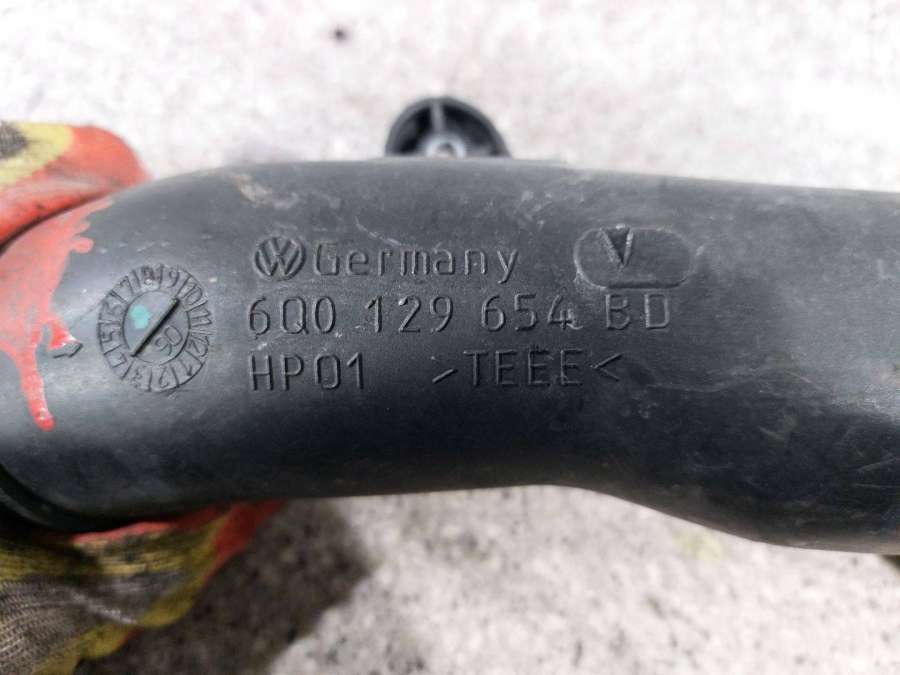 Germany
6Q0 129 654 BD
HP01 >TEEE<